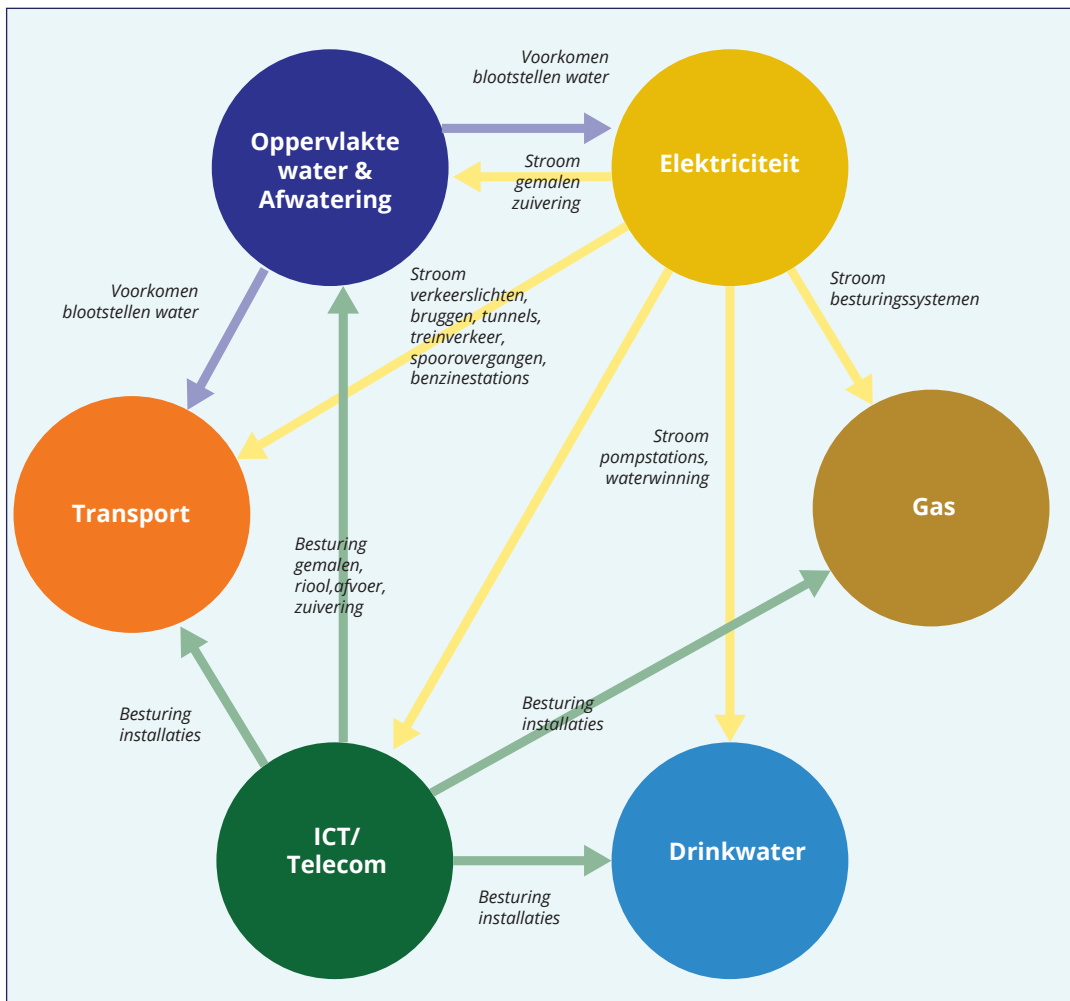 Voorkomen
blootstellen water
Oppervlakte
water &
Afwatering
Elektriciteit
Stroom
gemalen
zuivering
Voorkomen
blootstellen water
Stroom
verkeerslichten,
bruggen, tunnels,
treinverkeer,
spoorovergangen,
benzinestations
Stroom
besturingssystemen
Stroom
pompstations,
waterwinning
Transport
Gas
Besturing
gemalen,
riool,afvoer,
zuivering
Besturing
installaties
Besturing
installaties
ICT/
Telecom
Drinkwater
Besturing
installaties